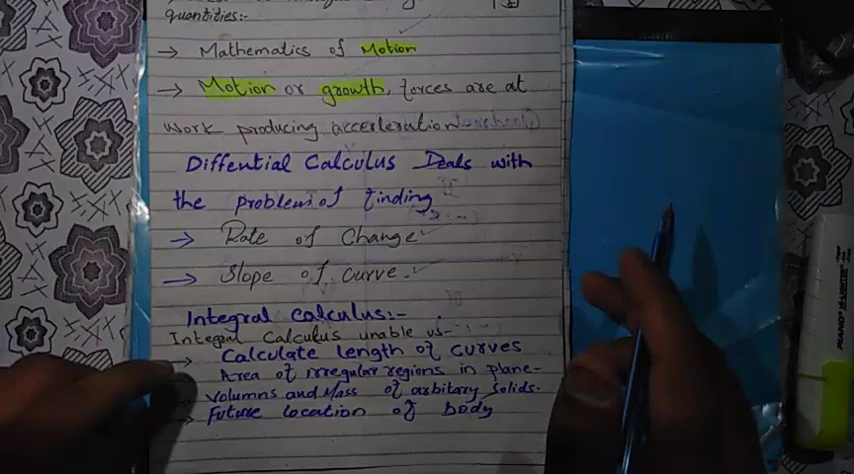 quantities:-
→ Mathematics of Motion
→ Motion or growth, forces are at
work producing accerleration
Diffential Calculus Deals with
the problems of finding
→ Rate of Change
→ Slope of Curve.
Integral calculus:-
Integral Calculus unable us-
→ Calculate length of curves
Area of irregular regions in plane-
→ Volumns and Mass of arbitary Solids.
→ Future location of body